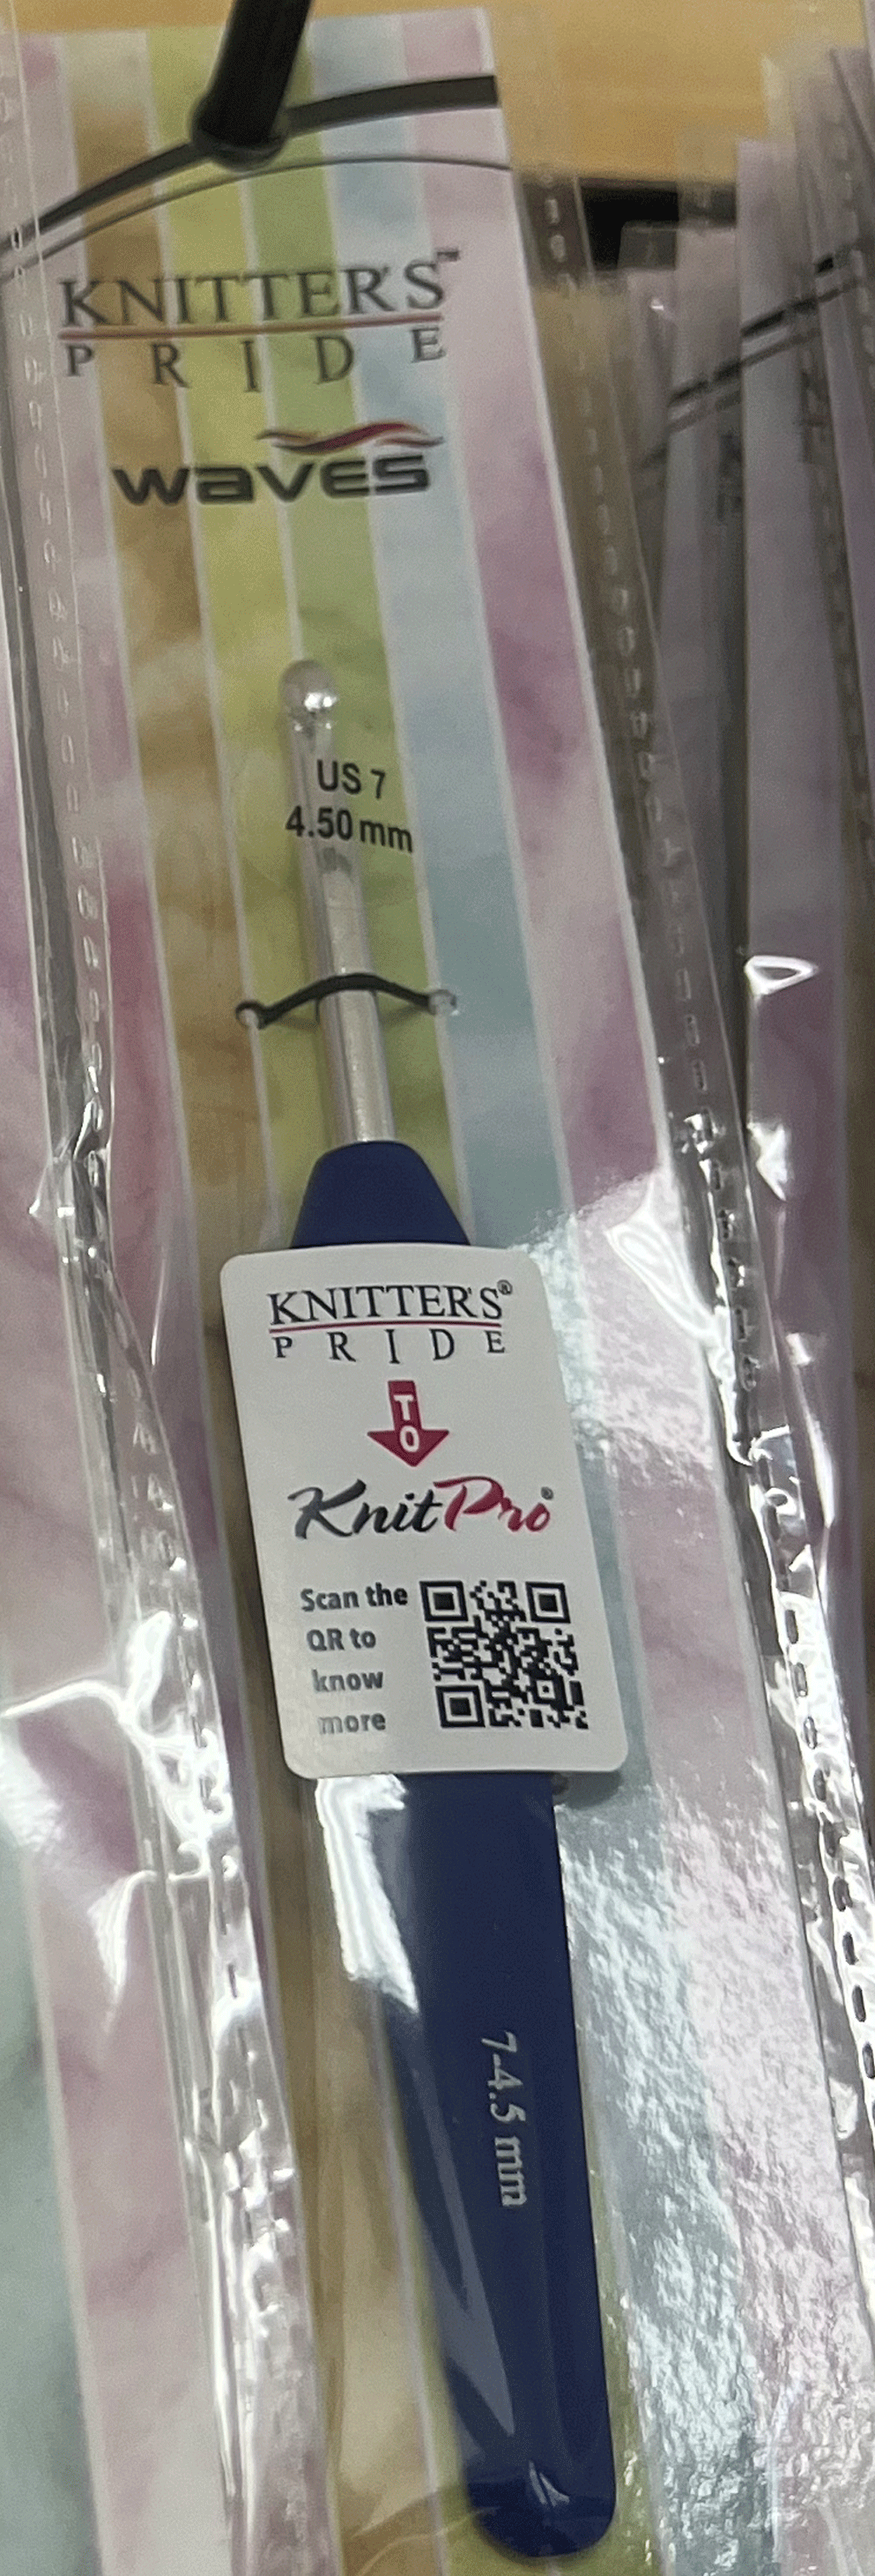 KNITTER'S™
PRIDE
waves
US 7
4.50 mm
KNITTER'S®
PRIDE
TO
KnitPro®
Scan the
QR to
know
more
7-4.5 mm